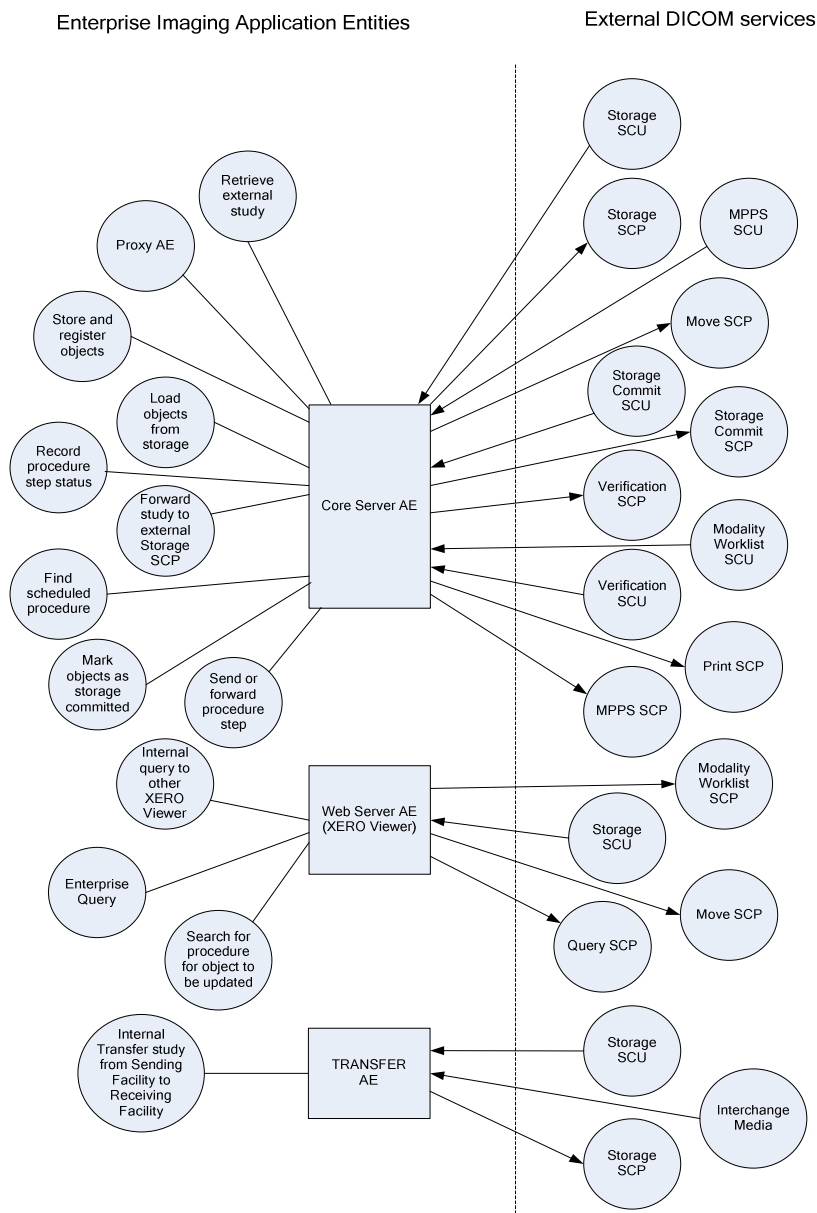 Enterprise Imaging Application Entities
External DICOM services
Storage
SCU
Retrieve
external
study
Storage
SCP
MPPS
SCU
Proxy AE
Store and
register
objects
Move SCP
Load
objects
from
storage
Storage
Commit
SCU
Storage
Commit
SCP
Record
procedure
step status
Forward
study to
external
Storage
SCP
Core Server AE
Verification
SCP
Modality
Worklist
SCU
Find
scheduled
procedure
Verification
SCU
Mark
objects as
storage
committed
Send or
forward
procedure
step
Print SCP
MPPS SCP
Internal
query to
other
XERO
Viewer
Web Server AE
(XERO Viewer)
Modality
Worklist
SCP
Storage
SCU
Enterprise
Query
Move SCP
Search for
procedure
for object to
be updated
Query SCP
Internal
Transfer study
from Sending
Facility to
Receiving
Facility
TRANSFER
AE
Storage
SCU
Interchange
Media
Storage
SCP